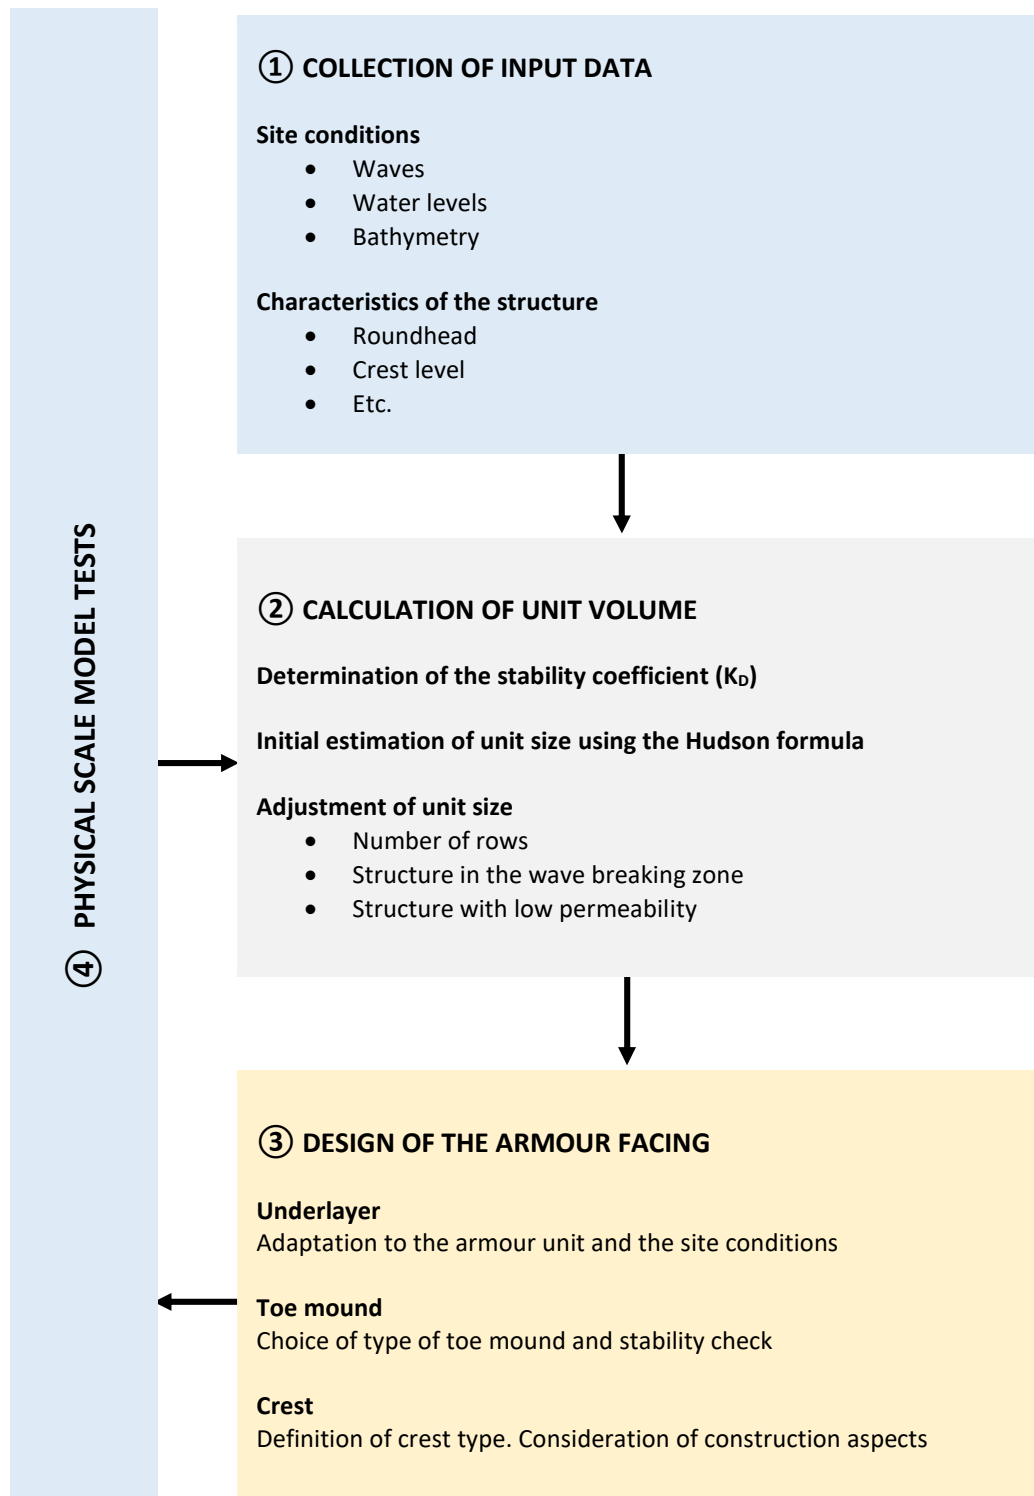 ① COLLECTION OF INPUT DATA
Site conditions
• Waves
• Water levels
• Bathymetry
Characteristics of the structure
• Roundhead
• Crest level
• Etc.
② CALCULATION OF UNIT VOLUME
Determination of the stability coefficient (K_D)
Initial estimation of unit size using the Hudson formula
Adjustment of unit size
• Number of rows
• Structure in the wave breaking zone
• Structure with low permeability
③ DESIGN OF THE ARMOUR FACING
Underlayer
Adaptation to the armour unit and the site conditions
Toe mound
Choice of type of toe mound and stability check
Crest
Definition of crest type. Consideration of construction aspects
④ PHYSICAL SCALE MODEL TESTS